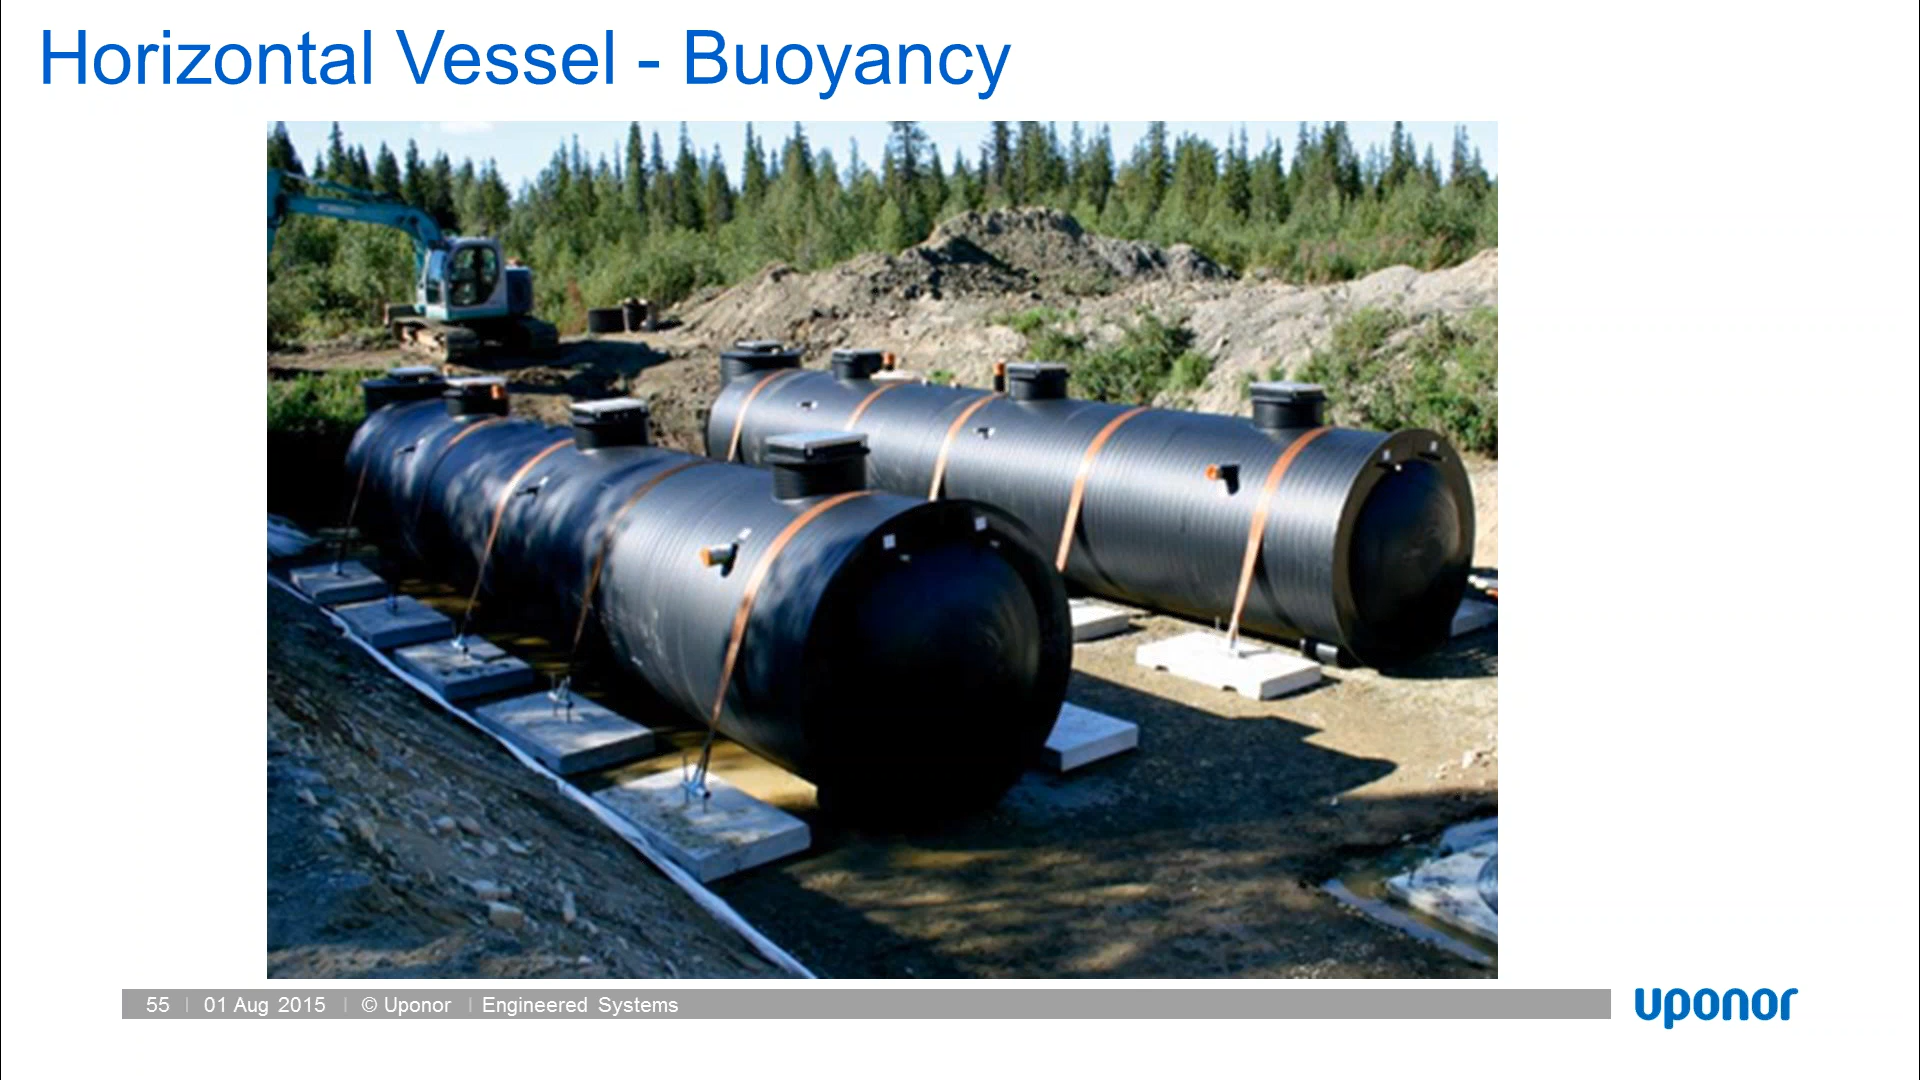 Horizontal Vessel - Buoyancy
55 | 01 Aug 2015 | © Uponor | Engineered Systems
uponor